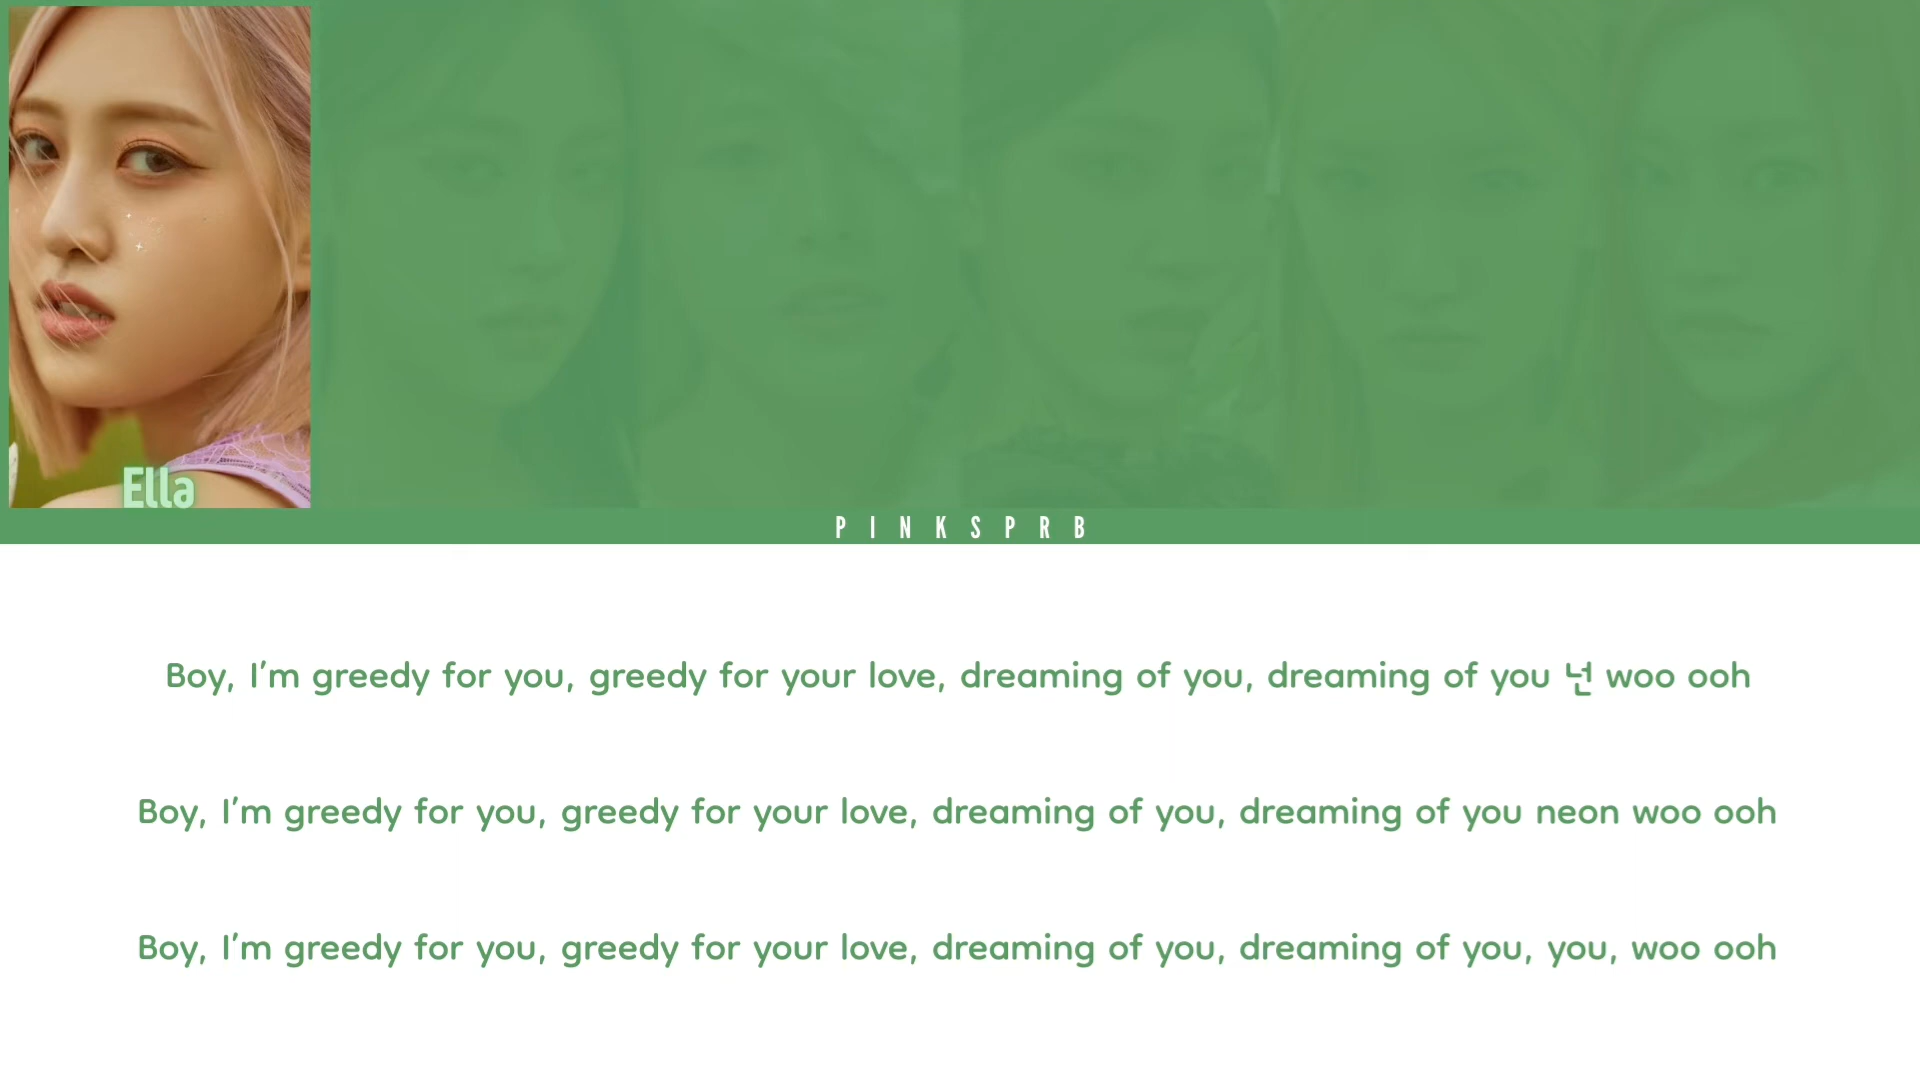 Ella
PINKSPRB
Boy, I'm greedy for you, greedy for your love, dreaming of you, dreaming of you 넌 woo ooh
Boy, I'm greedy for you, greedy for your love, dreaming of you, dreaming of you neon woo ooh
Boy, I'm greedy for you, greedy for your love, dreaming of you, dreaming of you, you, woo ooh